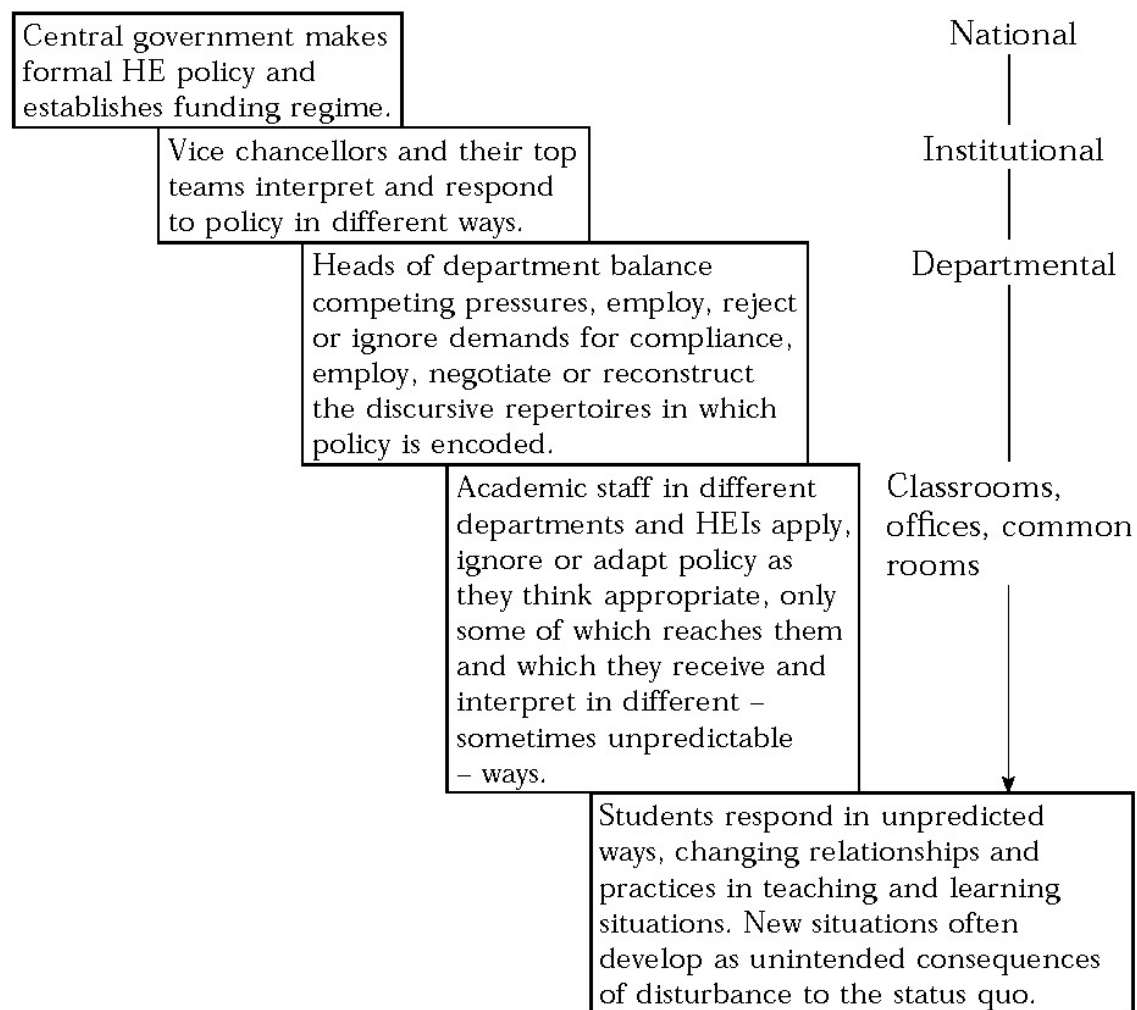 Central government makes
formal HE policy and
establishes funding regime.
National
Vice chancellors and their top
teams interpret and respond
to policy in different ways.
Institutional
Heads of department balance
competing pressures, employ, reject
or ignore demands for compliance,
employ, negotiate or reconstruct
the discursive repertoires in which
policy is encoded.
Departmental
Academic staff in different
departments and HEIs apply,
ignore or adapt policy as
they think appropriate, only
some of which reaches them
and which they receive and
interpret in different –
sometimes unpredictable
– ways.
Classrooms,
offices, common
rooms
Students respond in unpredicted
ways, changing relationships and
practices in teaching and learning
situations. New situations often
develop as unintended consequences
of disturbance to the status quo.